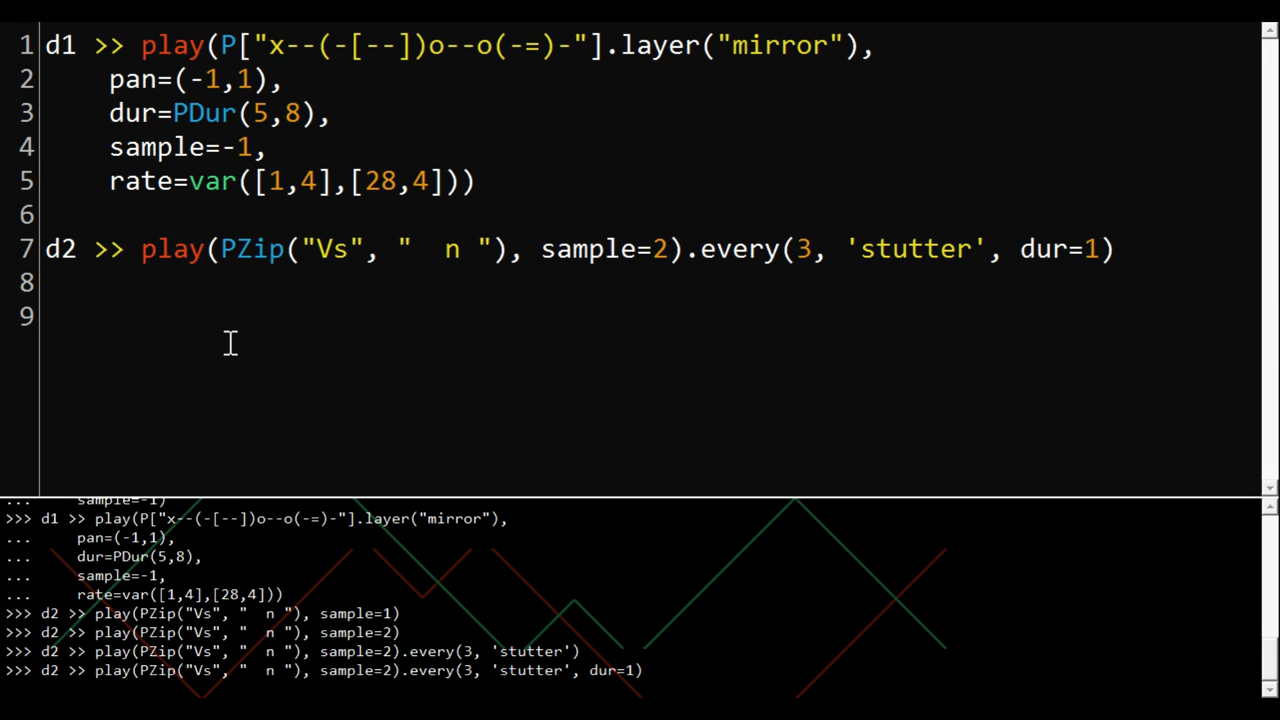 1 d1 >> play(P["x--(-[--])o--o(-=)-"].layer("mirror"),
2     pan=(-1,1),
3     dur=PDur(5,8),
4     sample=-1,
5     rate=var([1,4],[28,4]))
6
7 d2 >> play(PZip("Vs", "  n "), sample=2).every(3, 'stutter', dur=1)
8
9
...     sample=-1)
>>> d1 >> play(P["x--(-[--])o--o(-=)-"].layer("mirror"),
...     pan=(-1,1),
...     dur=PDur(5,8),
...     sample=-1,
...     rate=var([1,4],[28,4]))
>>> d2 >> play(PZip("Vs", "  n "), sample=1)
>>> d2 >> play(PZip("Vs", "  n "), sample=2)
>>> d2 >> play(PZip("Vs", "  n "), sample=2).every(3, 'stutter')
>>> d2 >> play(PZip("Vs", "  n "), sample=2).every(3, 'stutter', dur=1)